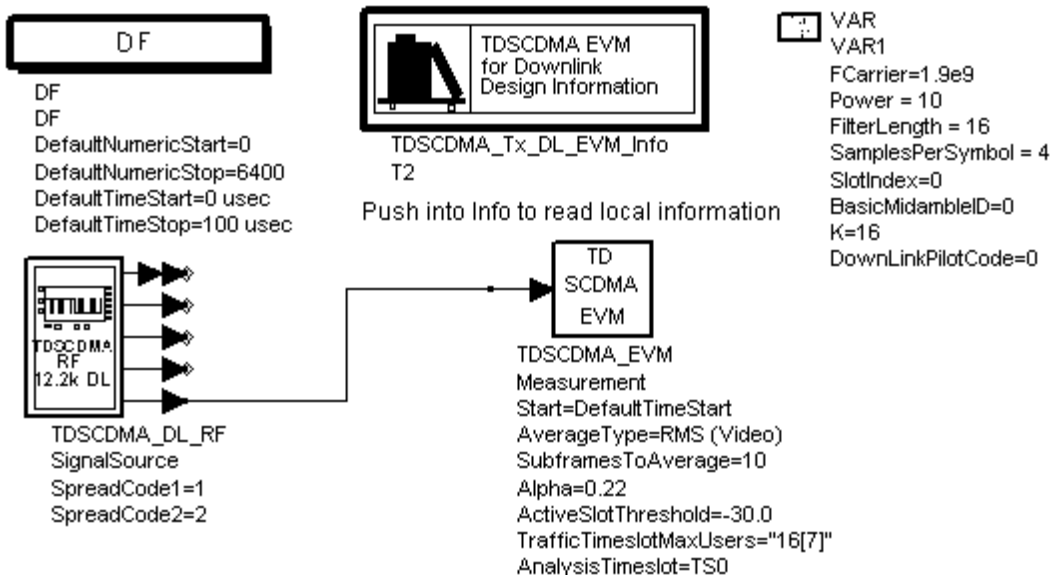 DF
DF
DF
DefaultNumericStart=0
DefaultNumericStop=6400
DefaultTimeStart=0 usec
DefaultTimeStop=100 usec
TDSCDMA EVM
for Downlink
Design Information
TDSCDMA_Tx_DL_EVM_Info
T2
Push into Info to read local information
VAR
VAR1
FCarrier=1.9e9
Power = 10
FilterLength = 16
SamplesPerSymbol = 4
SlotIndex=0
BasicMidambleID=0
K=16
DownLinkPilotCode=0
TDSCDMA
RF
12.2k DL
TDSCDMA_DL_RF
SignalSource
SpreadCode1=1
SpreadCode2=2
TD
SCDMA
EVM
TDSCDMA_EVM
Measurement
Start=DefaultTimeStart
AverageType=RMS (Video)
SubframesToAverage=10
Alpha=0.22
ActiveSlotThreshold=-30.0
TrafficTimeslotMaxUsers="16[7]"
AnalysisTimeslot=TS0